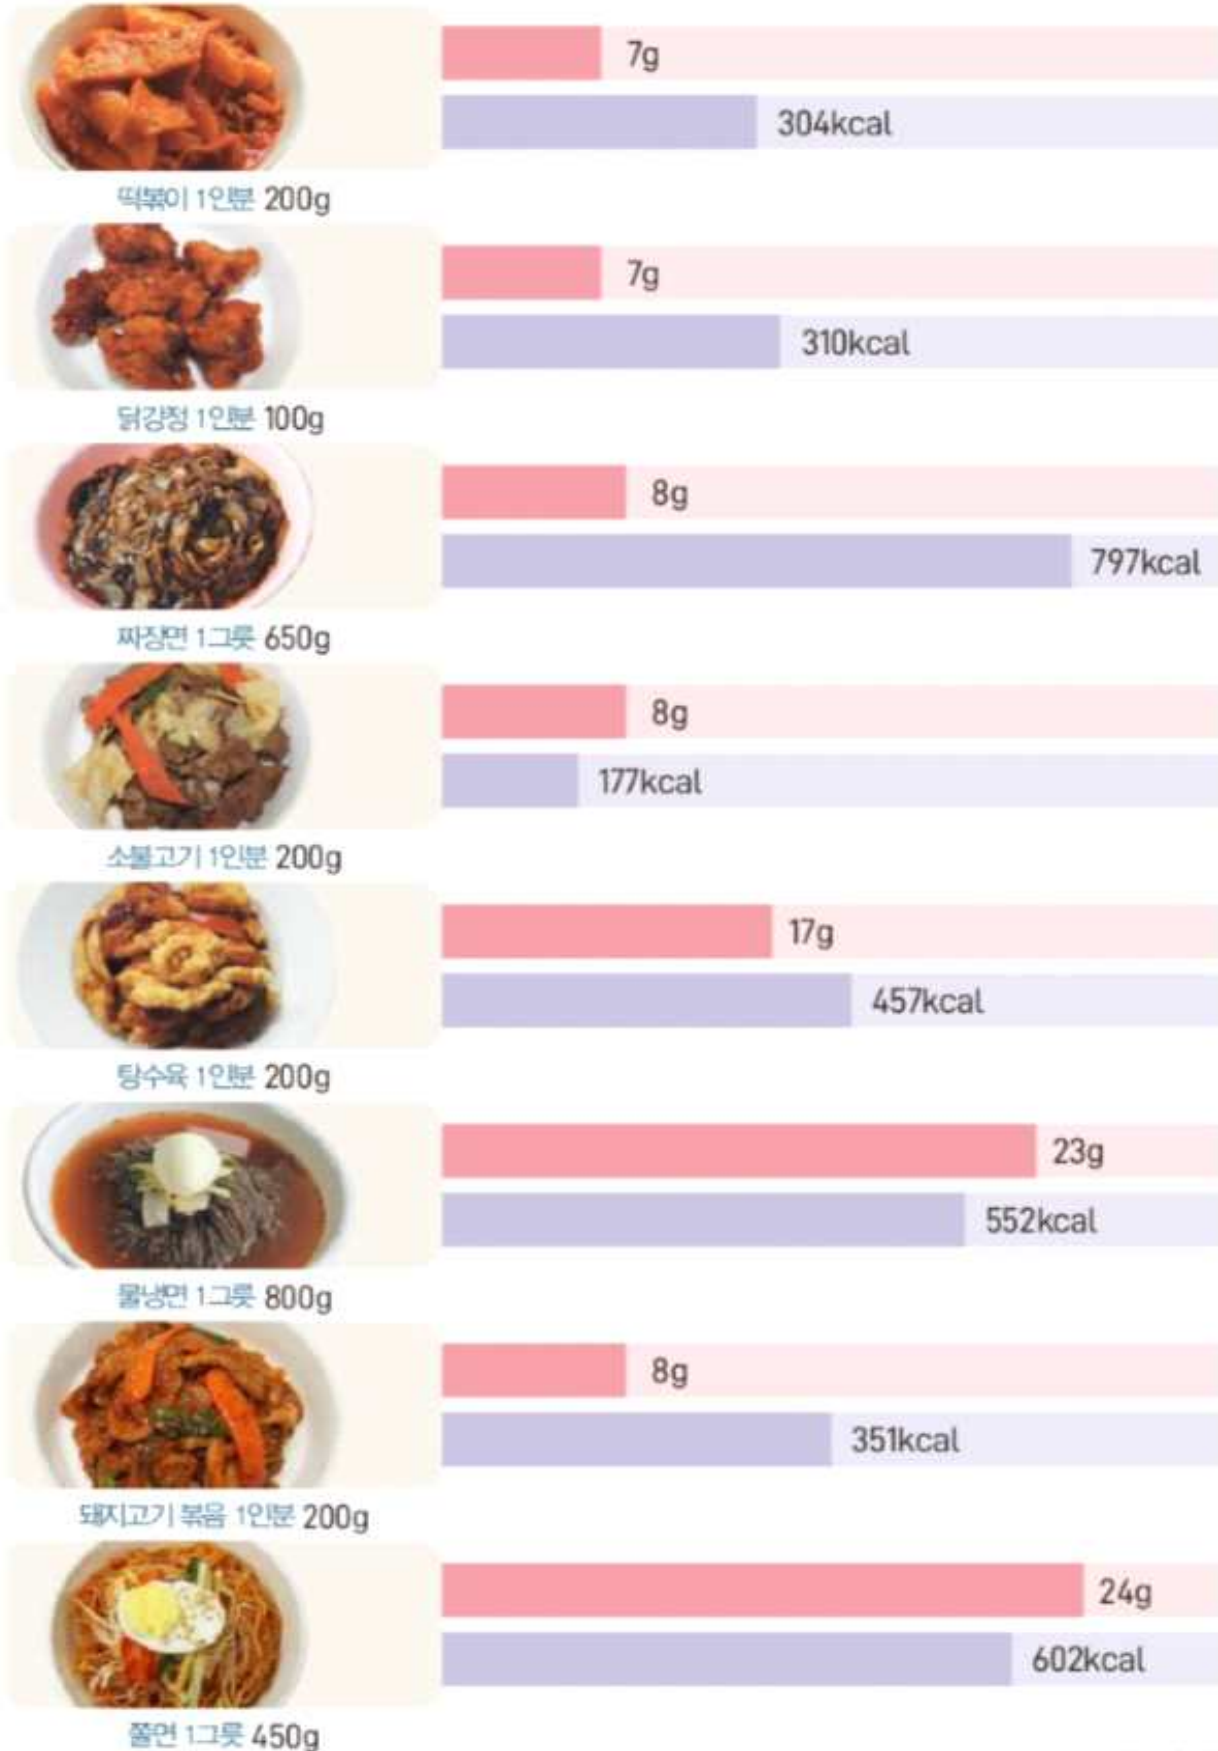 7g
304kcal
떡볶이 1인분 200g
7g
310kcal
닭강정 1인분 100g
8g
797kcal
짜장면 1그릇 650g
8g
177kcal
소불고기 1인분 200g
17g
457kcal
탕수육 1인분 200g
23g
552kcal
물냉면 1그릇 800g
8g
351kcal
돼지고기 볶음 1인분 200g
24g
602kcal
쫄면 1그릇 450g